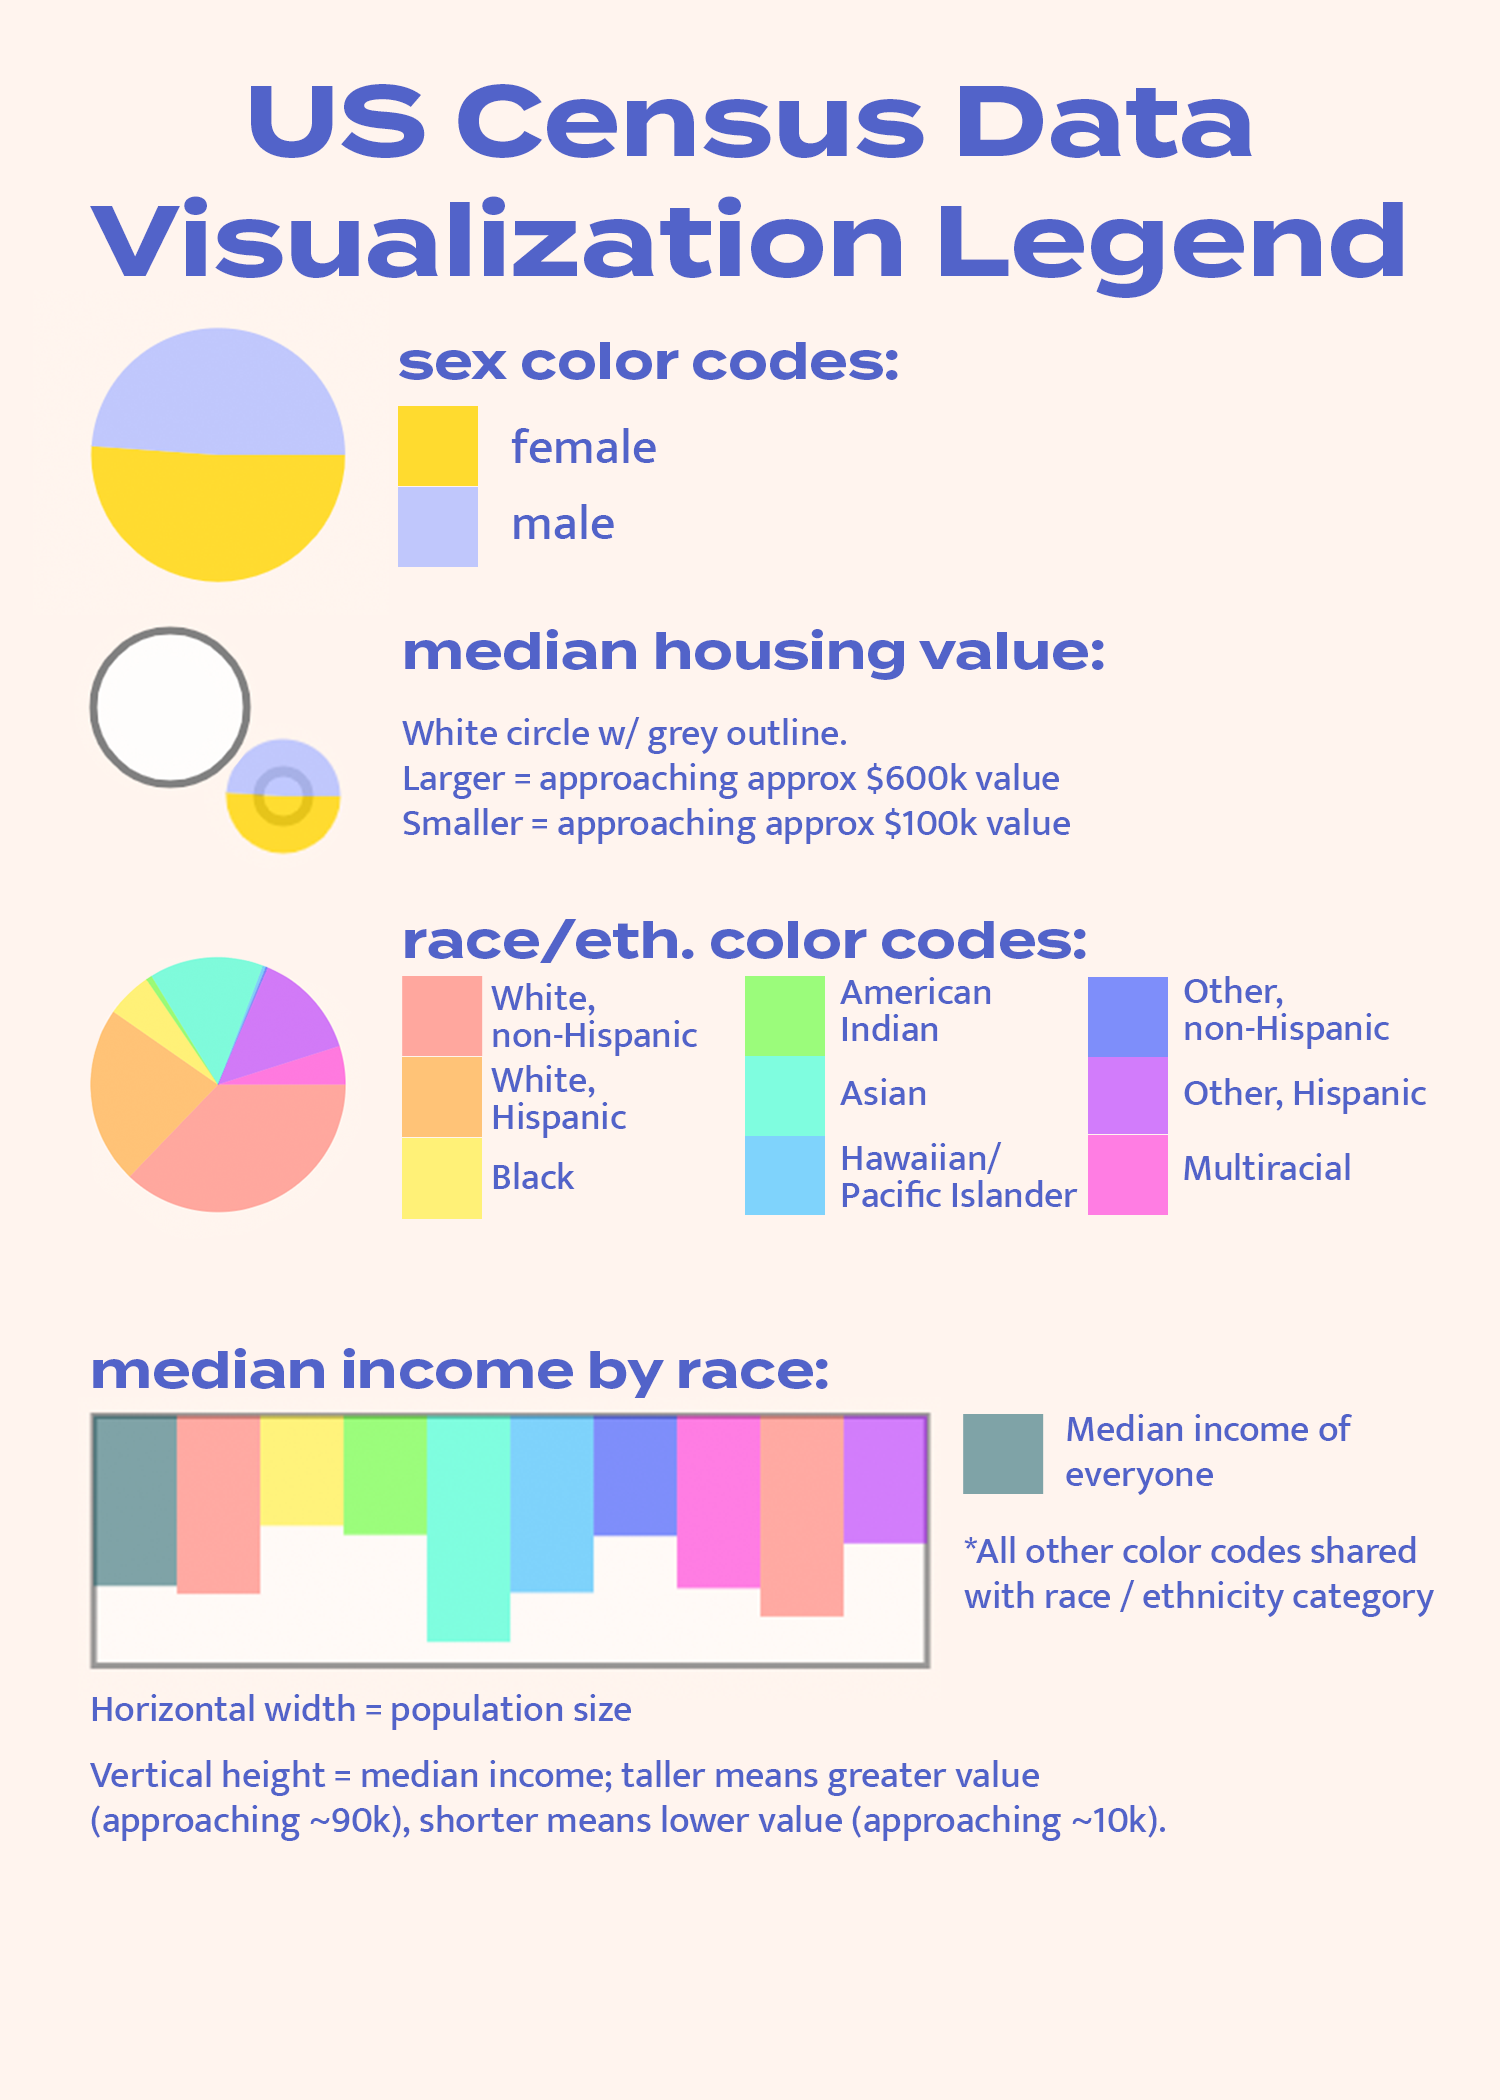 US Census Data
Visualization Legend
sex color codes:
female
male
median housing value:
White circle w/ grey outline.
Larger = approaching approx $600k value
Smaller = approaching approx $100k value
race/eth. color codes:
White,
non-Hispanic
White,
Hispanic
Black
American
Indian
Asian
Hawaiian/
Pacific Islander
Other,
non-Hispanic
Other, Hispanic
Multiracial
median income by race:
Median income of
everyone
*All other color codes shared
with race / ethnicity category
Horizontal width = population size
Vertical height = median income; taller means greater value
(approaching ~90k), shorter means lower value (approaching ~10k).